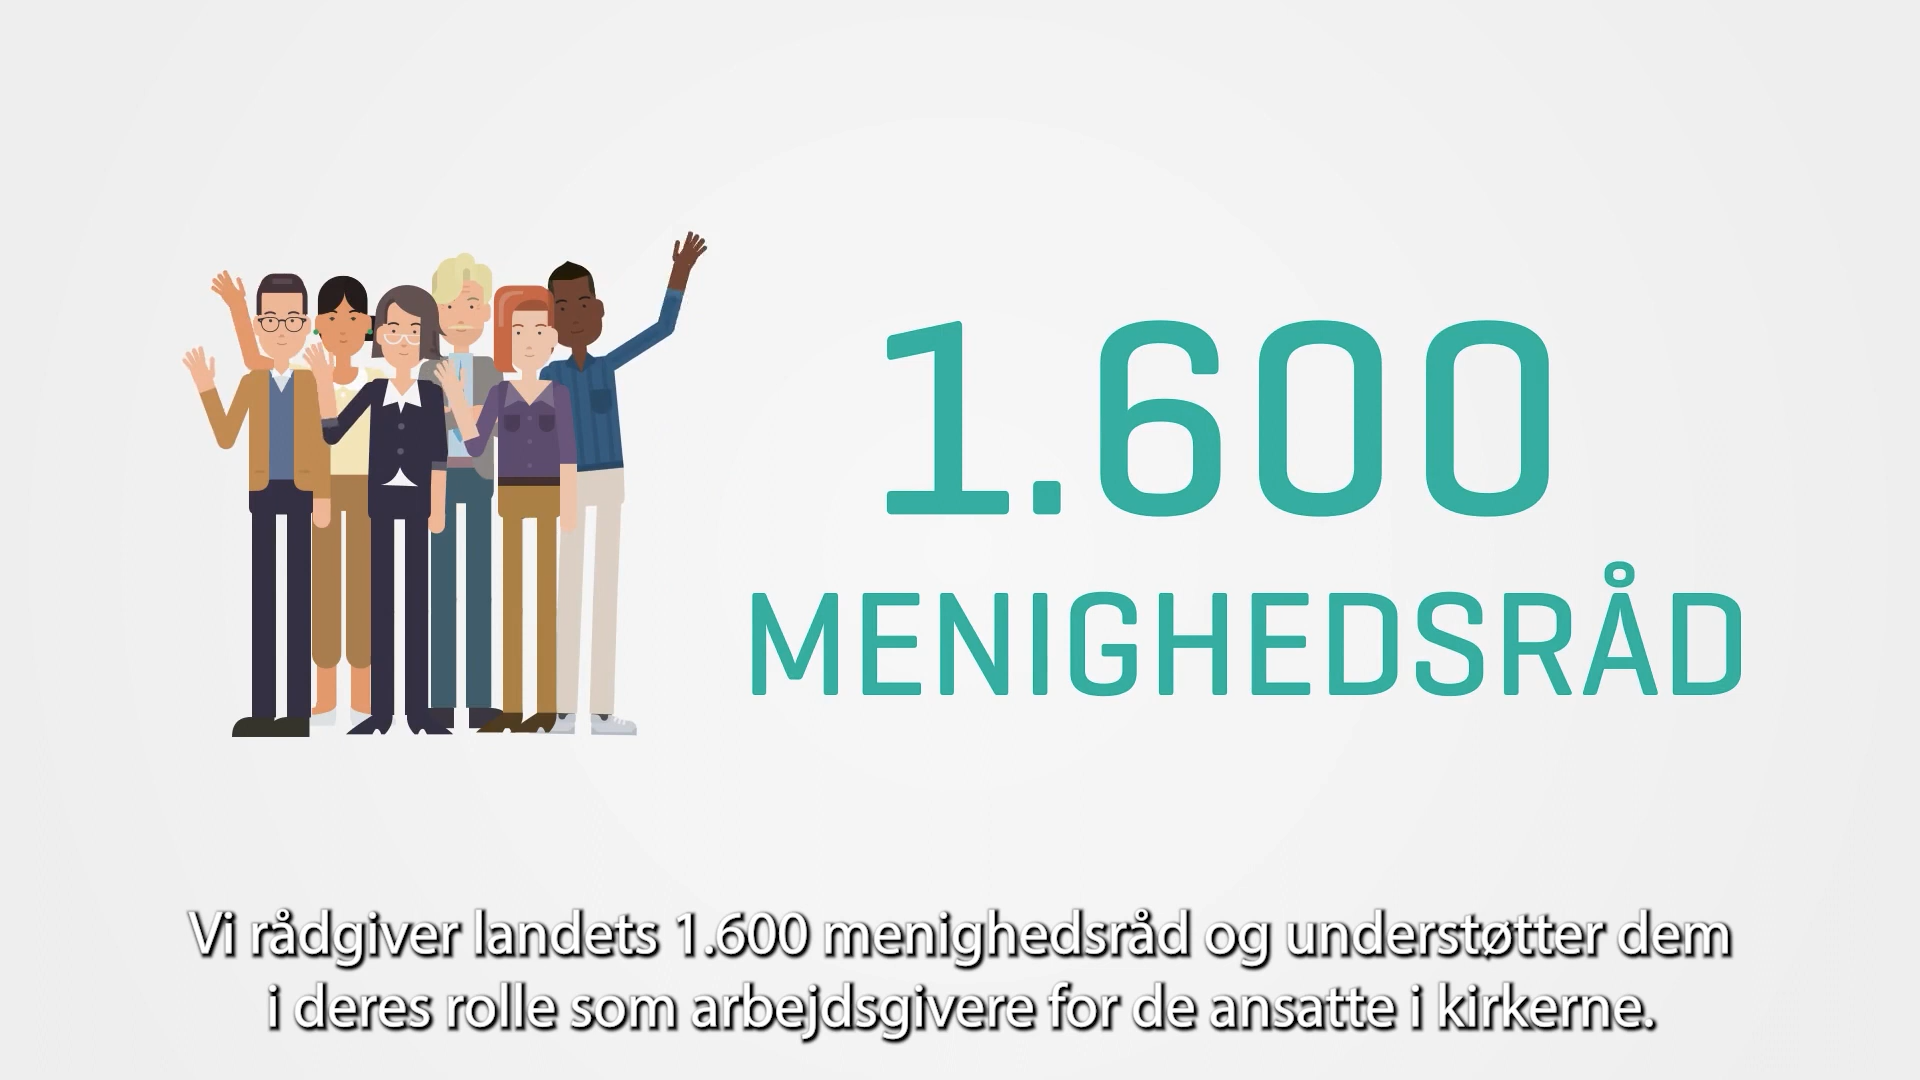 1.600
MENIGHEDSRÅD
Vi rådgiver landets 1.600 menighedsråd og understøtter dem
i deres rolle som arbejdsgivere for de ansatte i kirkerne.